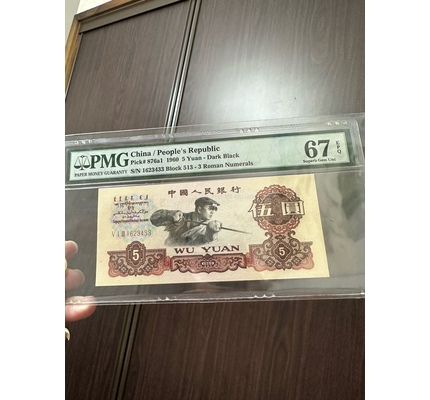 PMG
PAPER MONEY GUARANTY
China / People's Republic
Pick# 876a1 1960 5 Yuan - Dark Black
S/N 1623433 Block 513 - 3 Roman Numerals
67 EPQ
Superb Gem Unc
中國人民銀行
伍圓
WU YUAN
5
5